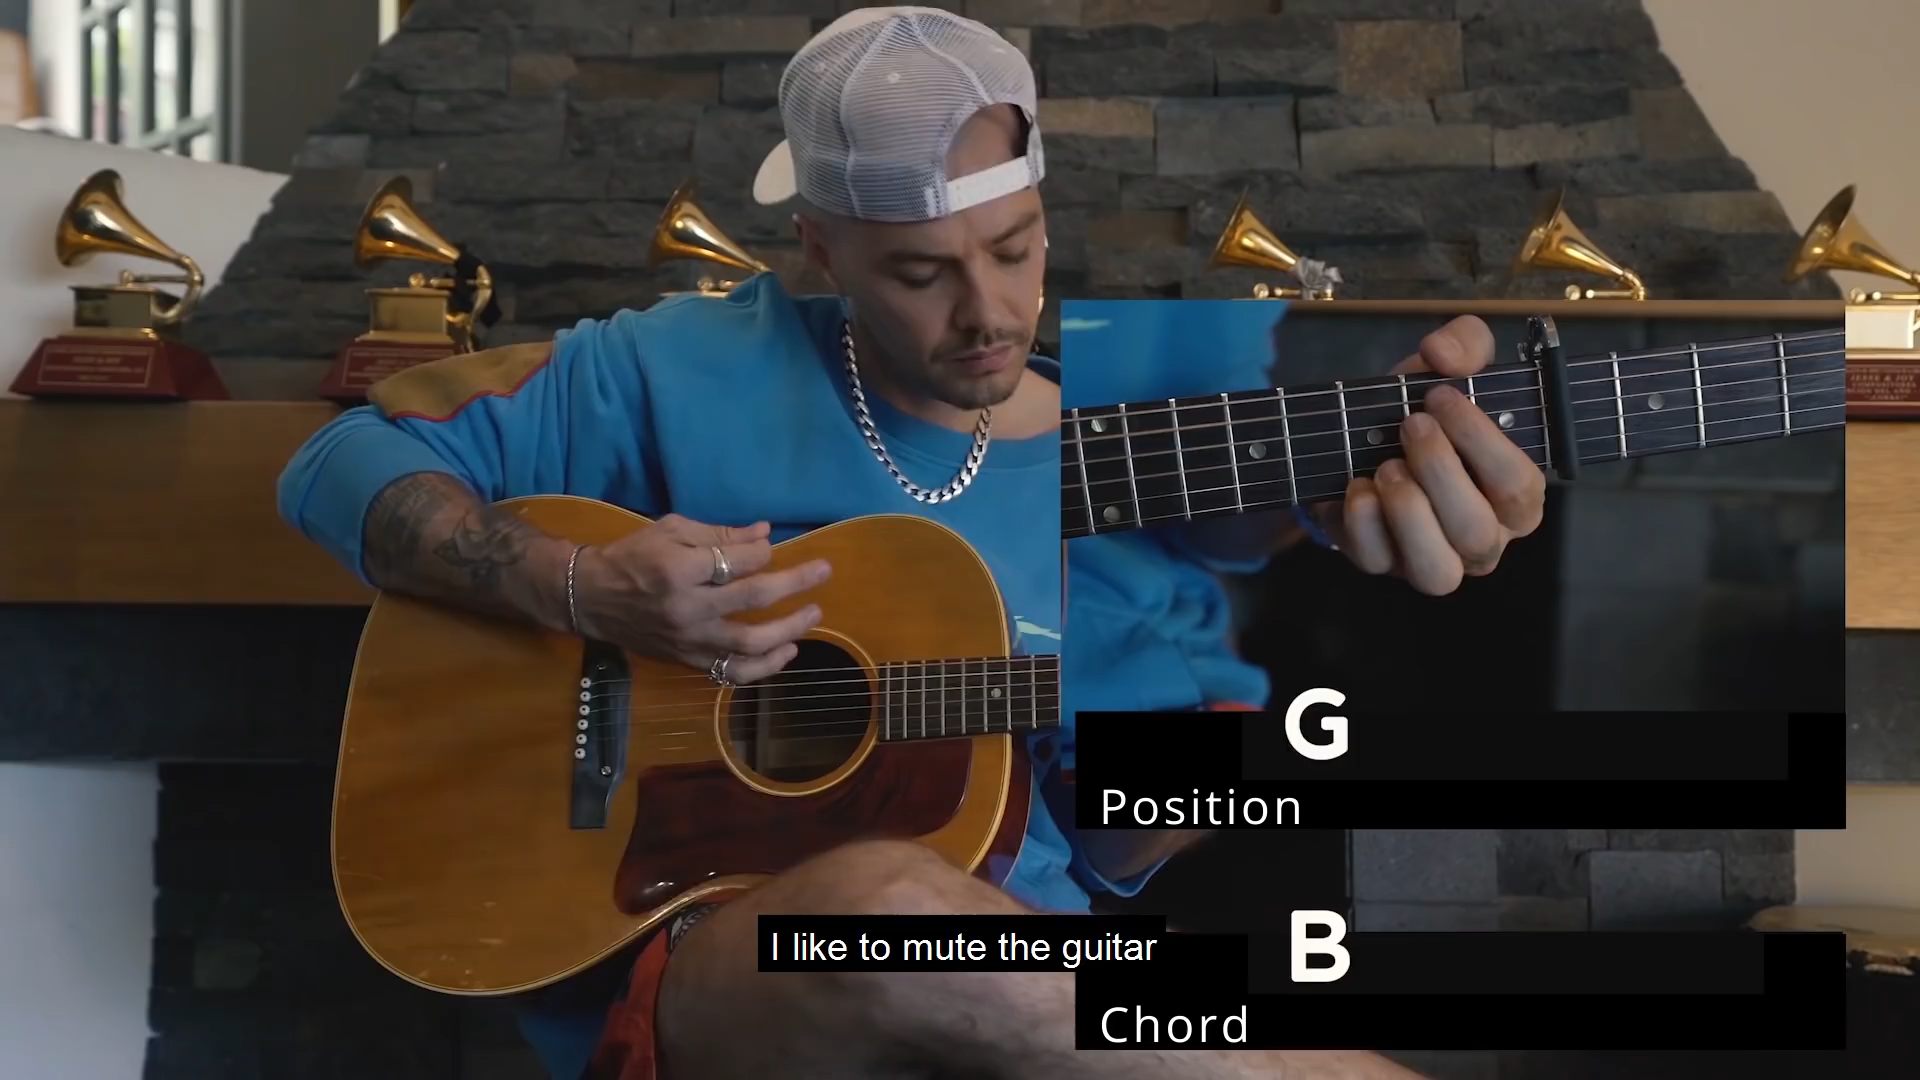 G
Position
I like to mute the guitar
B
Chord